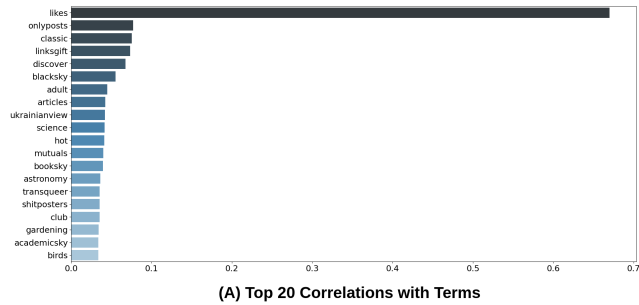 likes
onlyposts
classic
linksgift
discover
blacksky
adult
articles
ukrainianview
science
hot
mutuals
booksky
astronomy
transqueer
shitposters
club
gardening
academicsky
birds
0.0 0.1 0.2 0.3 0.4 0.5 0.6 0.7
(A) Top 20 Correlations with Terms